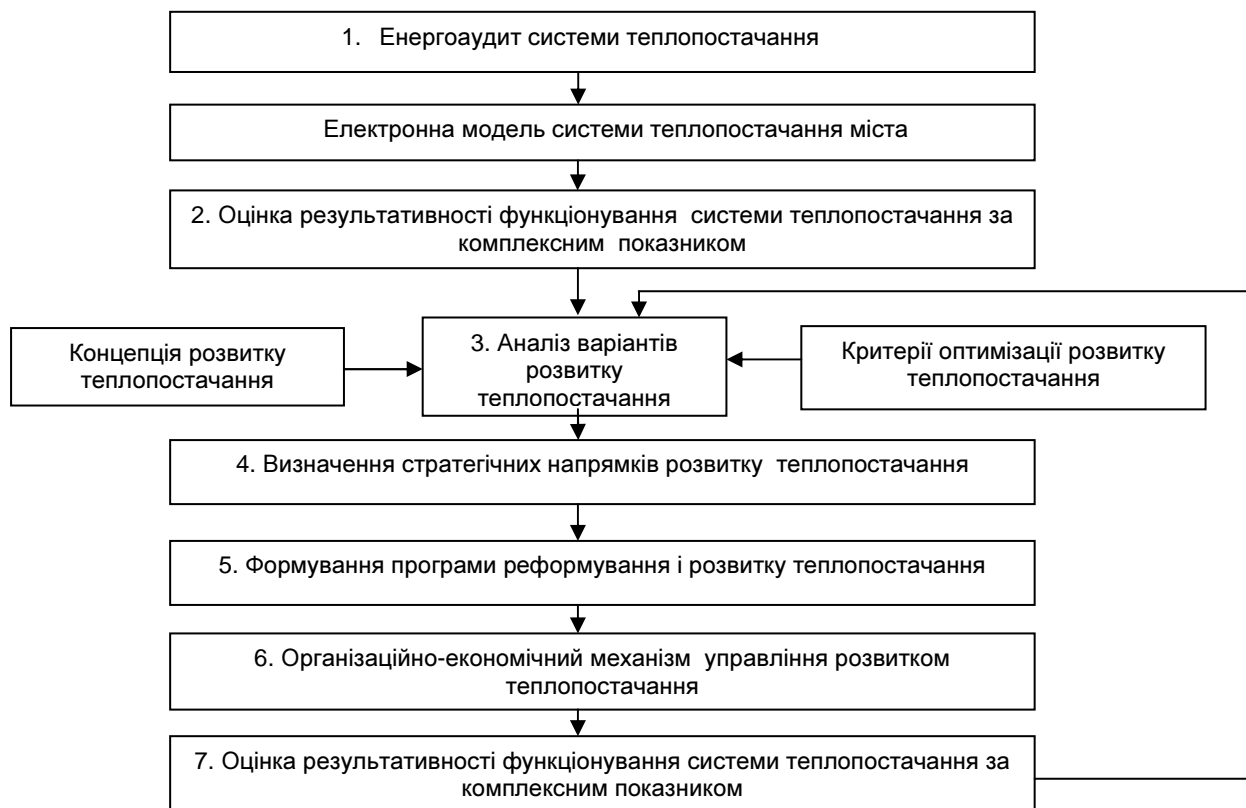 1. Енергоаудит системи теплопостачання
Електронна модель системи теплопостачання міста
2. Оцінка результативності функціонування системи теплопостачання за
комплексним показником
Концепція розвитку
теплопостачання
3. Аналіз варіантів
розвитку
теплопостачання
Критерії оптимізації розвитку
теплопостачання
4. Визначення стратегічних напрямків розвитку теплопостачання
5. Формування програми реформування і розвитку теплопостачання
6. Організаційно-економічний механізм управління розвитком
теплопостачання
7. Оцінка результативності функціонування системи теплопостачання за
комплексним показником